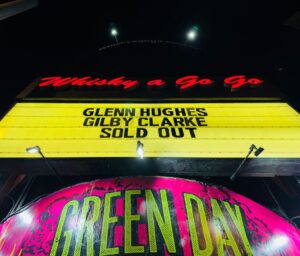 Whisky a Go Go
GLENN HUGHES
GILBY CLARKE
SOLD OUT
GREEN DAY